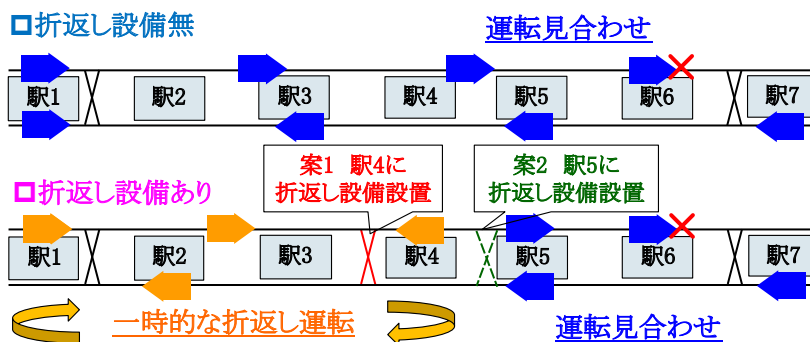 □折返し設備無
運転見合わせ
駅1 駅2 駅3 駅4 駅5 駅6 駅7
案1 駅4に
折返し設備設置
案2 駅5に
折返し設備設置
□折返し設備あり
駅1 駅2 駅3 駅4 駅5 駅6 駅7
一時的な折返し運転
運転見合わせ